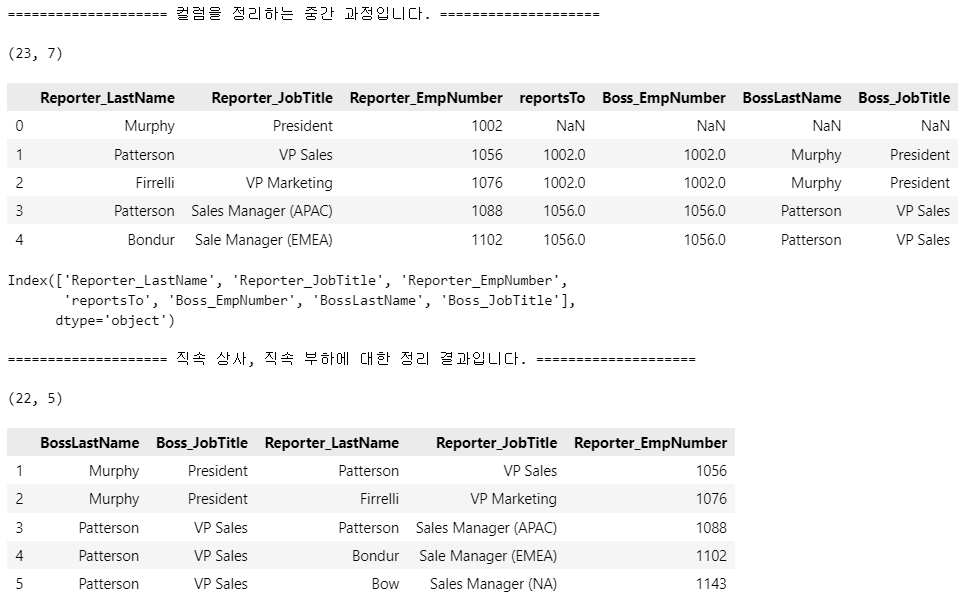 ==================== 컬럼을 정리하는 중간 과정입니다. ====================
(23, 7)
Reporter_LastName Reporter_JobTitle Reporter_EmpNumber reportsTo Boss_EmpNumber BossLastName Boss_JobTitle
0 Murphy President 1002 NaN NaN NaN NaN
1 Patterson VP Sales 1056 1002.0 1002.0 Murphy President
2 Firrelli VP Marketing 1076 1002.0 1002.0 Murphy President
3 Patterson Sales Manager (APAC) 1088 1056.0 1056.0 Patterson VP Sales
4 Bondur Sale Manager (EMEA) 1102 1056.0 1056.0 Patterson VP Sales
Index(['Reporter_LastName', 'Reporter_JobTitle', 'Reporter_EmpNumber',
'reportsTo', 'Boss_EmpNumber', 'BossLastName', 'Boss_JobTitle'],
dtype='object')
==================== 직속 상사, 직속 부하에 대한 정리 결과입니다. ====================
(22, 5)
BossLastName Boss_JobTitle Reporter_LastName Reporter_JobTitle Reporter_EmpNumber
1 Murphy President Patterson VP Sales 1056
2 Murphy President Firrelli VP Marketing 1076
3 Patterson VP Sales Patterson Sales Manager (APAC) 1088
4 Patterson VP Sales Bondur Sale Manager (EMEA) 1102
5 Patterson VP Sales Bow Sales Manager (NA) 1143